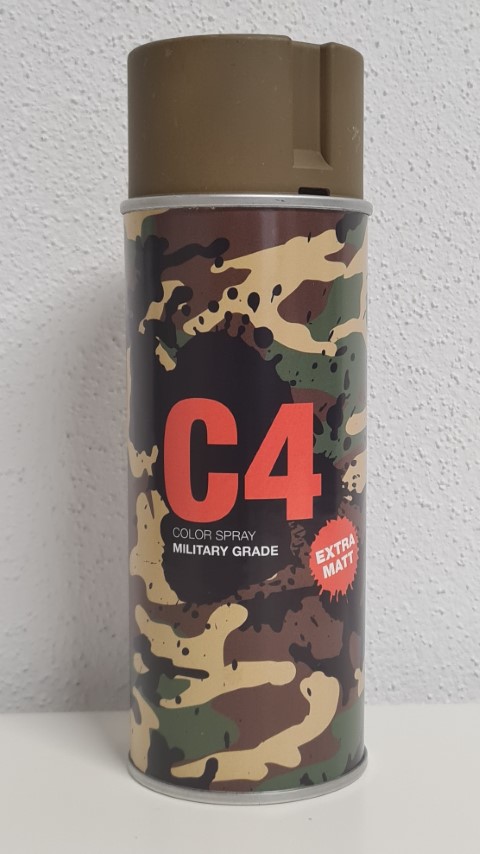 C4
COLOR SPRAY
MILITARY GRADE
EXTRA
MATT